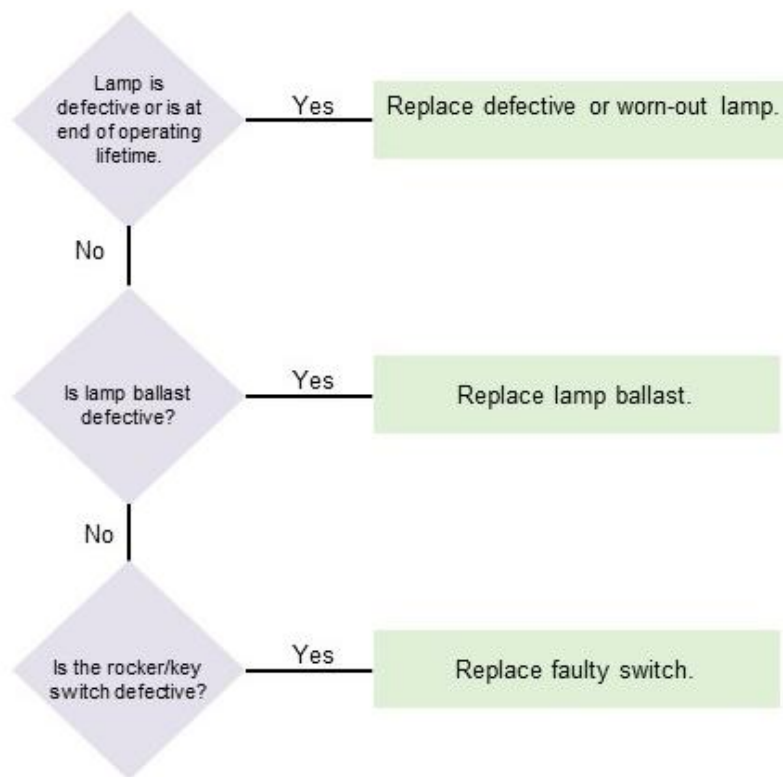 Lamp is
defective or is at
end of operating
lifetime.
Yes
Replace defective or worn-out lamp.
No
Is lamp ballast
defective?
Yes
Replace lamp ballast.
No
Is the rocker/key
switch defective?
Yes
Replace faulty switch.